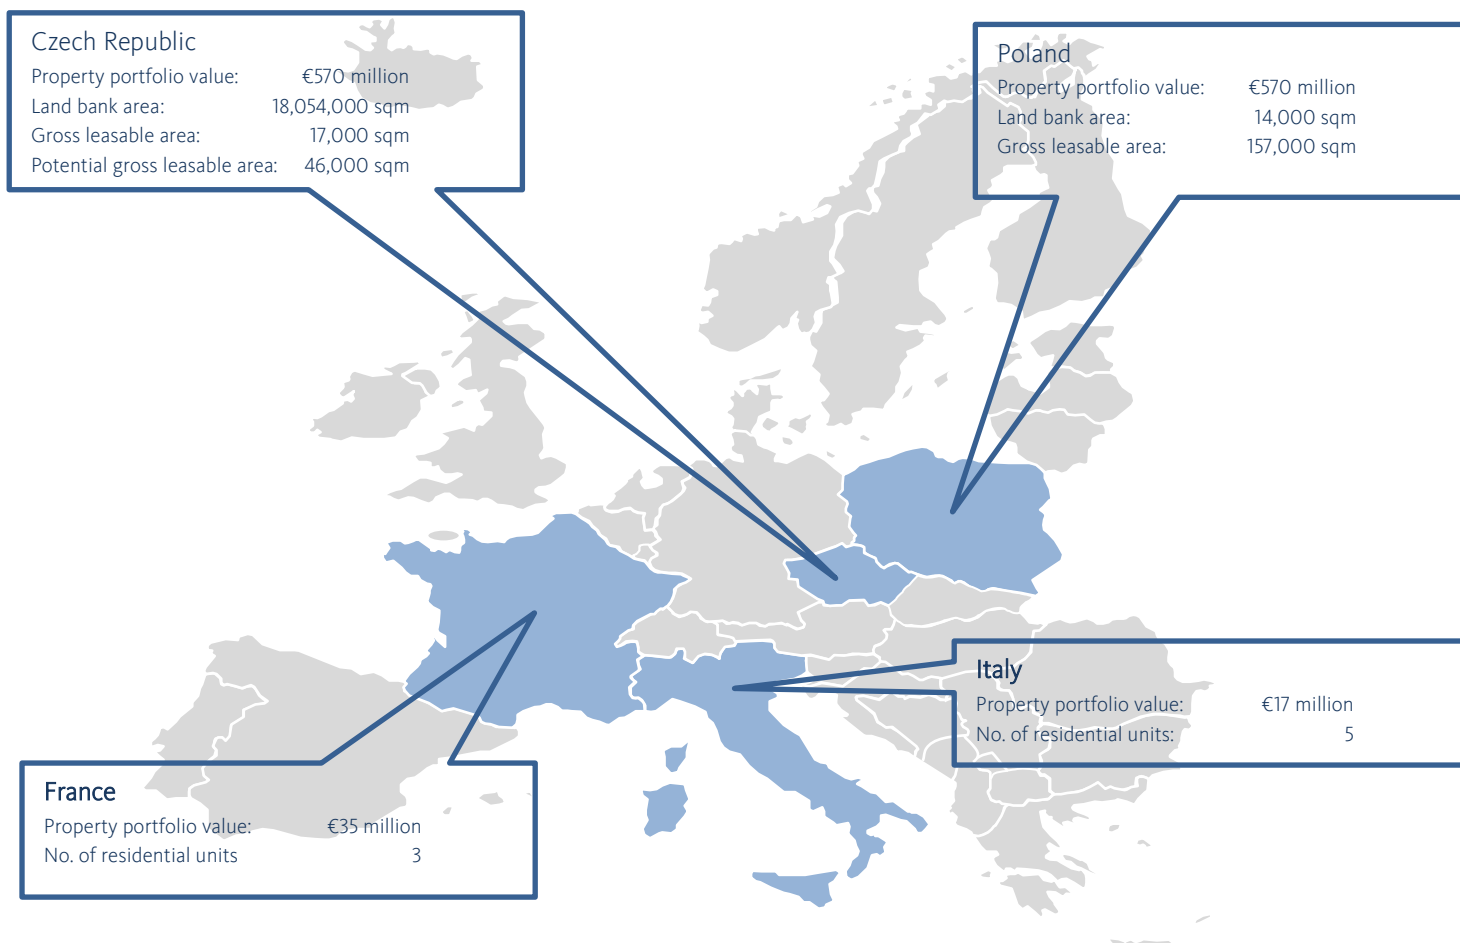 Czech Republic
Property portfolio value: €570 million
Land bank area: 18,054,000 sqm
Gross leasable area: 17,000 sqm
Potential gross leasable area: 46,000 sqm
Poland
Property portfolio value: €570 million
Land bank area: 14,000 sqm
Gross leasable area: 157,000 sqm
Italy
Property portfolio value: €17 million
No. of residential units: 5
France
Property portfolio value: €35 million
No. of residential units 3